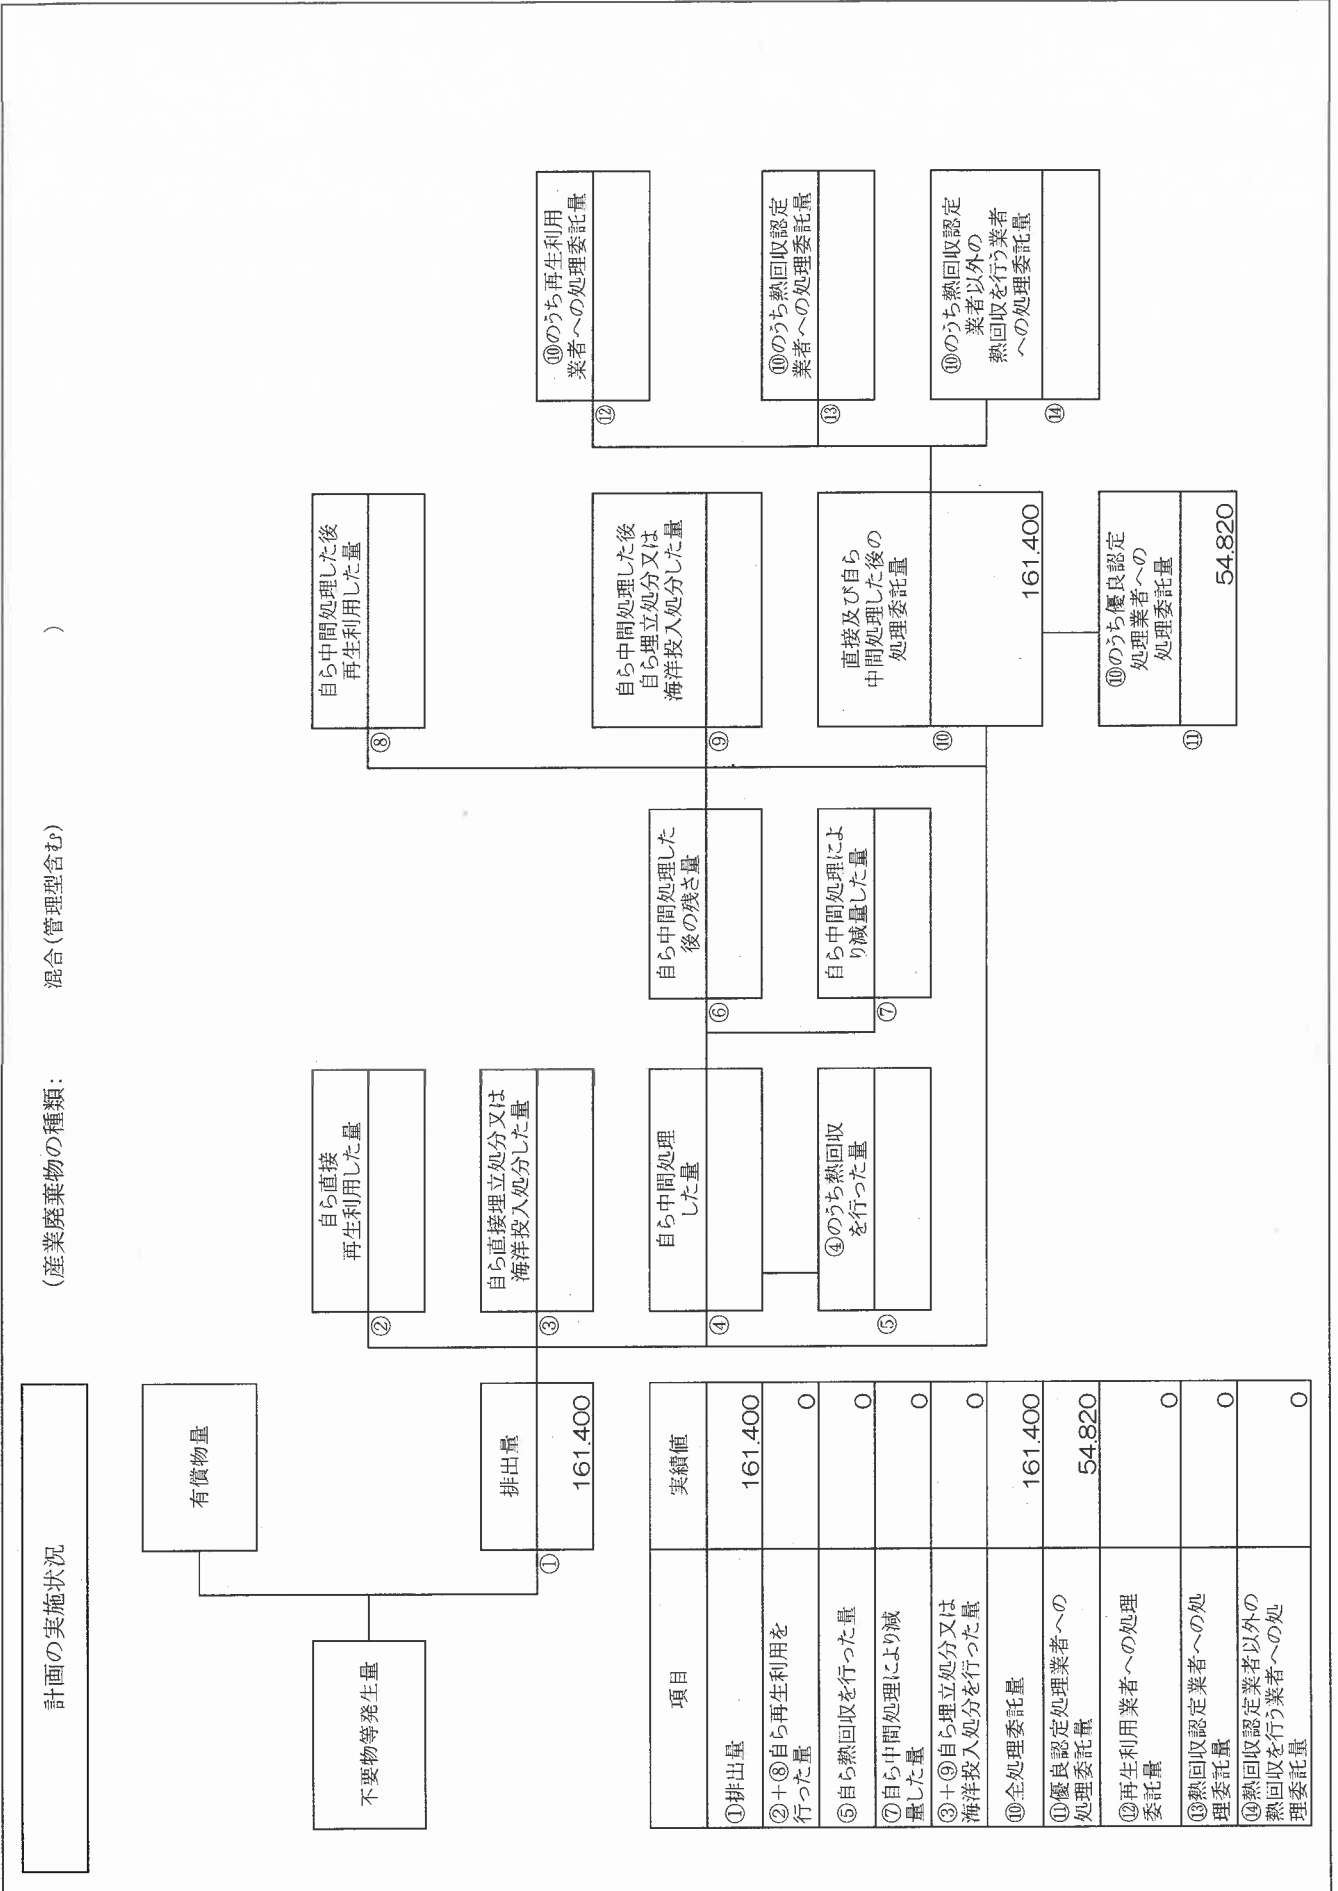 計画の実施状況
(産業廃棄物の種類:
混合(管理型含む)
)
不要物等発生量
有償物量
排出量
①
161.400
自ら直接
再生利用した量
②
自ら直接埋立処分又は
海洋投入処分した量
③
自ら中間処理
した量
④
④のうち熱回収
を行った量
⑤
自ら中間処理した
後の残さ量
⑥
自ら中間処理によ
り減量した量
⑦
自ら中間処理した後
再生利用した量
⑧
自ら中間処理した後
自ら埋立処分又は
海洋投入処分した量
⑨
直接及び自ら
中間処理した後の
処理委託量
⑩
161.400
⑩のうち優良認定
処理業者への
処理委託量
⑪
54.820
⑩のうち再生利用
業者への処理委託量
⑫
⑩のうち熱回収認定
業者への処理委託量
⑬
⑩のうち熱回収認定
業者以外の
熱回収を行う業者
への処理委託量
⑭
項目
実績値
①排出量
161.400
②+⑧自ら再生利用を
行った量
0
⑤自ら熱回収を行った量
0
⑦自ら中間処理により減
量した量
0
③+⑨自ら埋立処分又は
海洋投入処分を行った量
0
⑩全処理委託量
161.400
⑪優良認定処理業者への
処理委託量
54.820
⑫再生利用業者への処理
委託量
0
⑬熱回収認定業者への処
理委託量
0
⑭熱回収認定業者以外の
熱回収を行う業者への処
理委託量
0